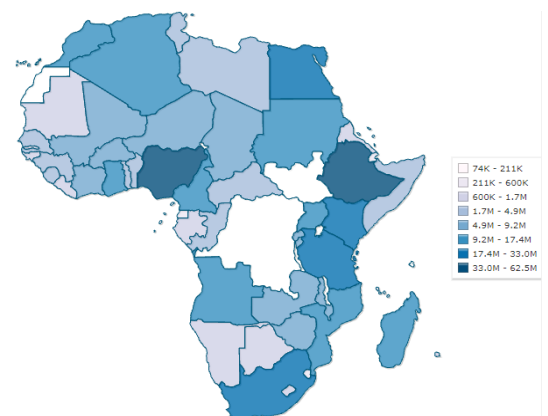 74K - 211K
211K - 600K
600K - 1.7M
1.7M - 4.9M
4.9M - 9.2M
9.2M - 17.4M
17.4M - 33.0M
33.0M - 62.5M